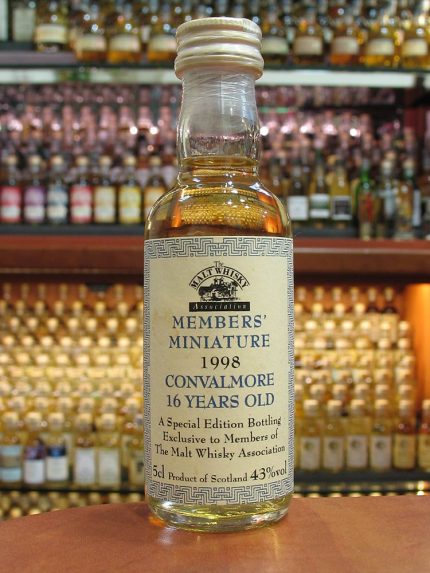 The
MALT WHISKY
Association
MEMBERS'
MINIATURE
1998
CONVALMORE
16 YEARS OLD
A Special Edition Bottling
Exclusive to Members of
The Malt Whisky Association
5cl Product of Scotland 43%vol